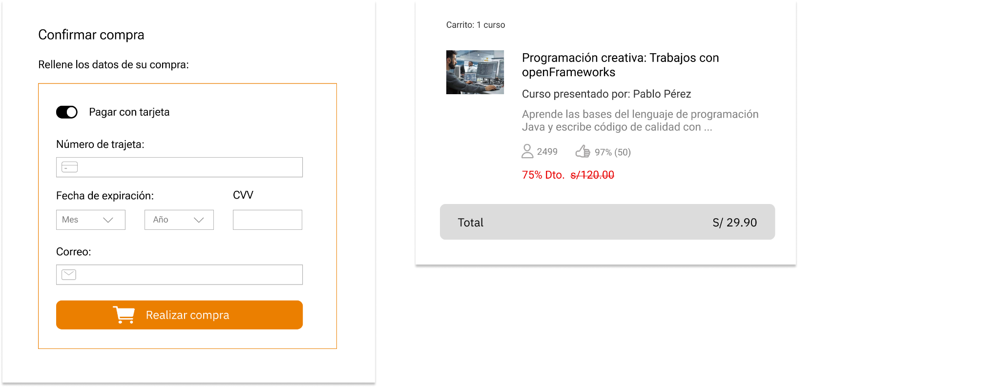 Confirmar compra
Rellene los datos de su compra:
Pagar con tarjeta
Número de trajeta:
Fecha de expiración:
CVV
Mes
Año
Correo:
Realizar compra
Carrito: 1 curso
Programación creativa: Trabajos con
openFrameworks
Curso presentado por: Pablo Pérez
Aprende las bases del lenguaje de programación
Java y escribe código de calidad con ...
2499
97% (50)
75% Dto. s/120.00
Total
S/ 29.90